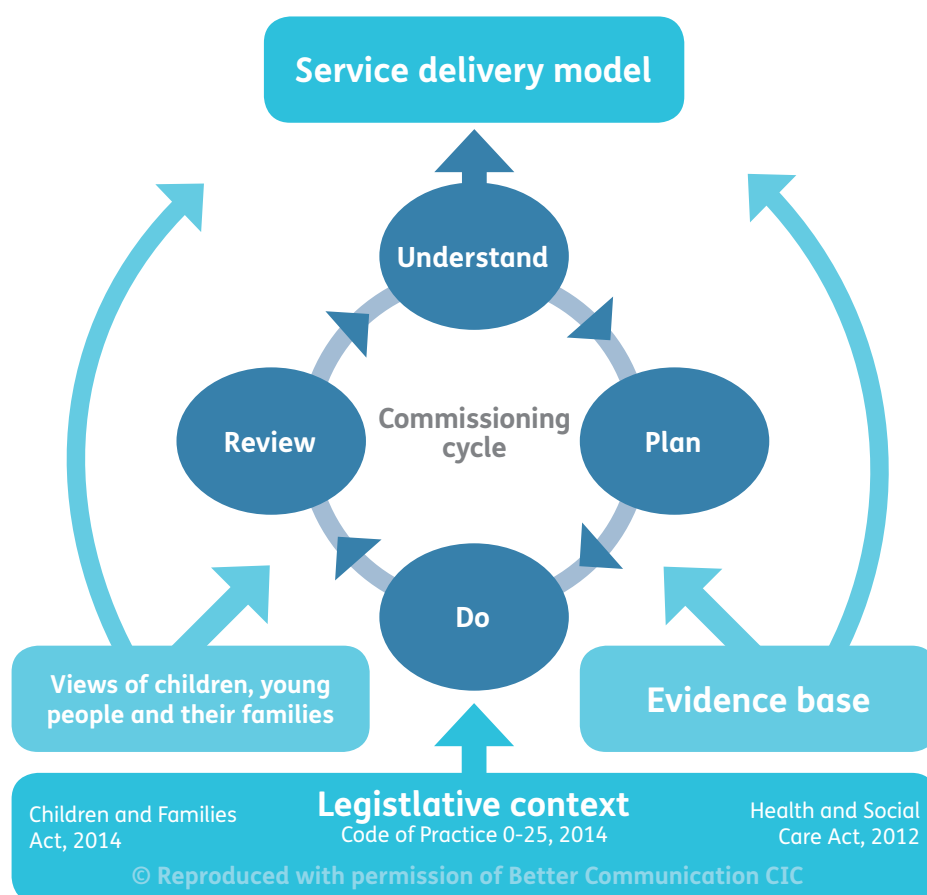 Service delivery model
Understand
Commissioning
cycle
Review
Plan
Do
Views of children, young
people and their families
Evidence base
Children and Families
Act, 2014
Legistlative context
Code of Practice 0-25, 2014
Health and Social
Care Act, 2012
© Reproduced with permission of Better Communication CIC